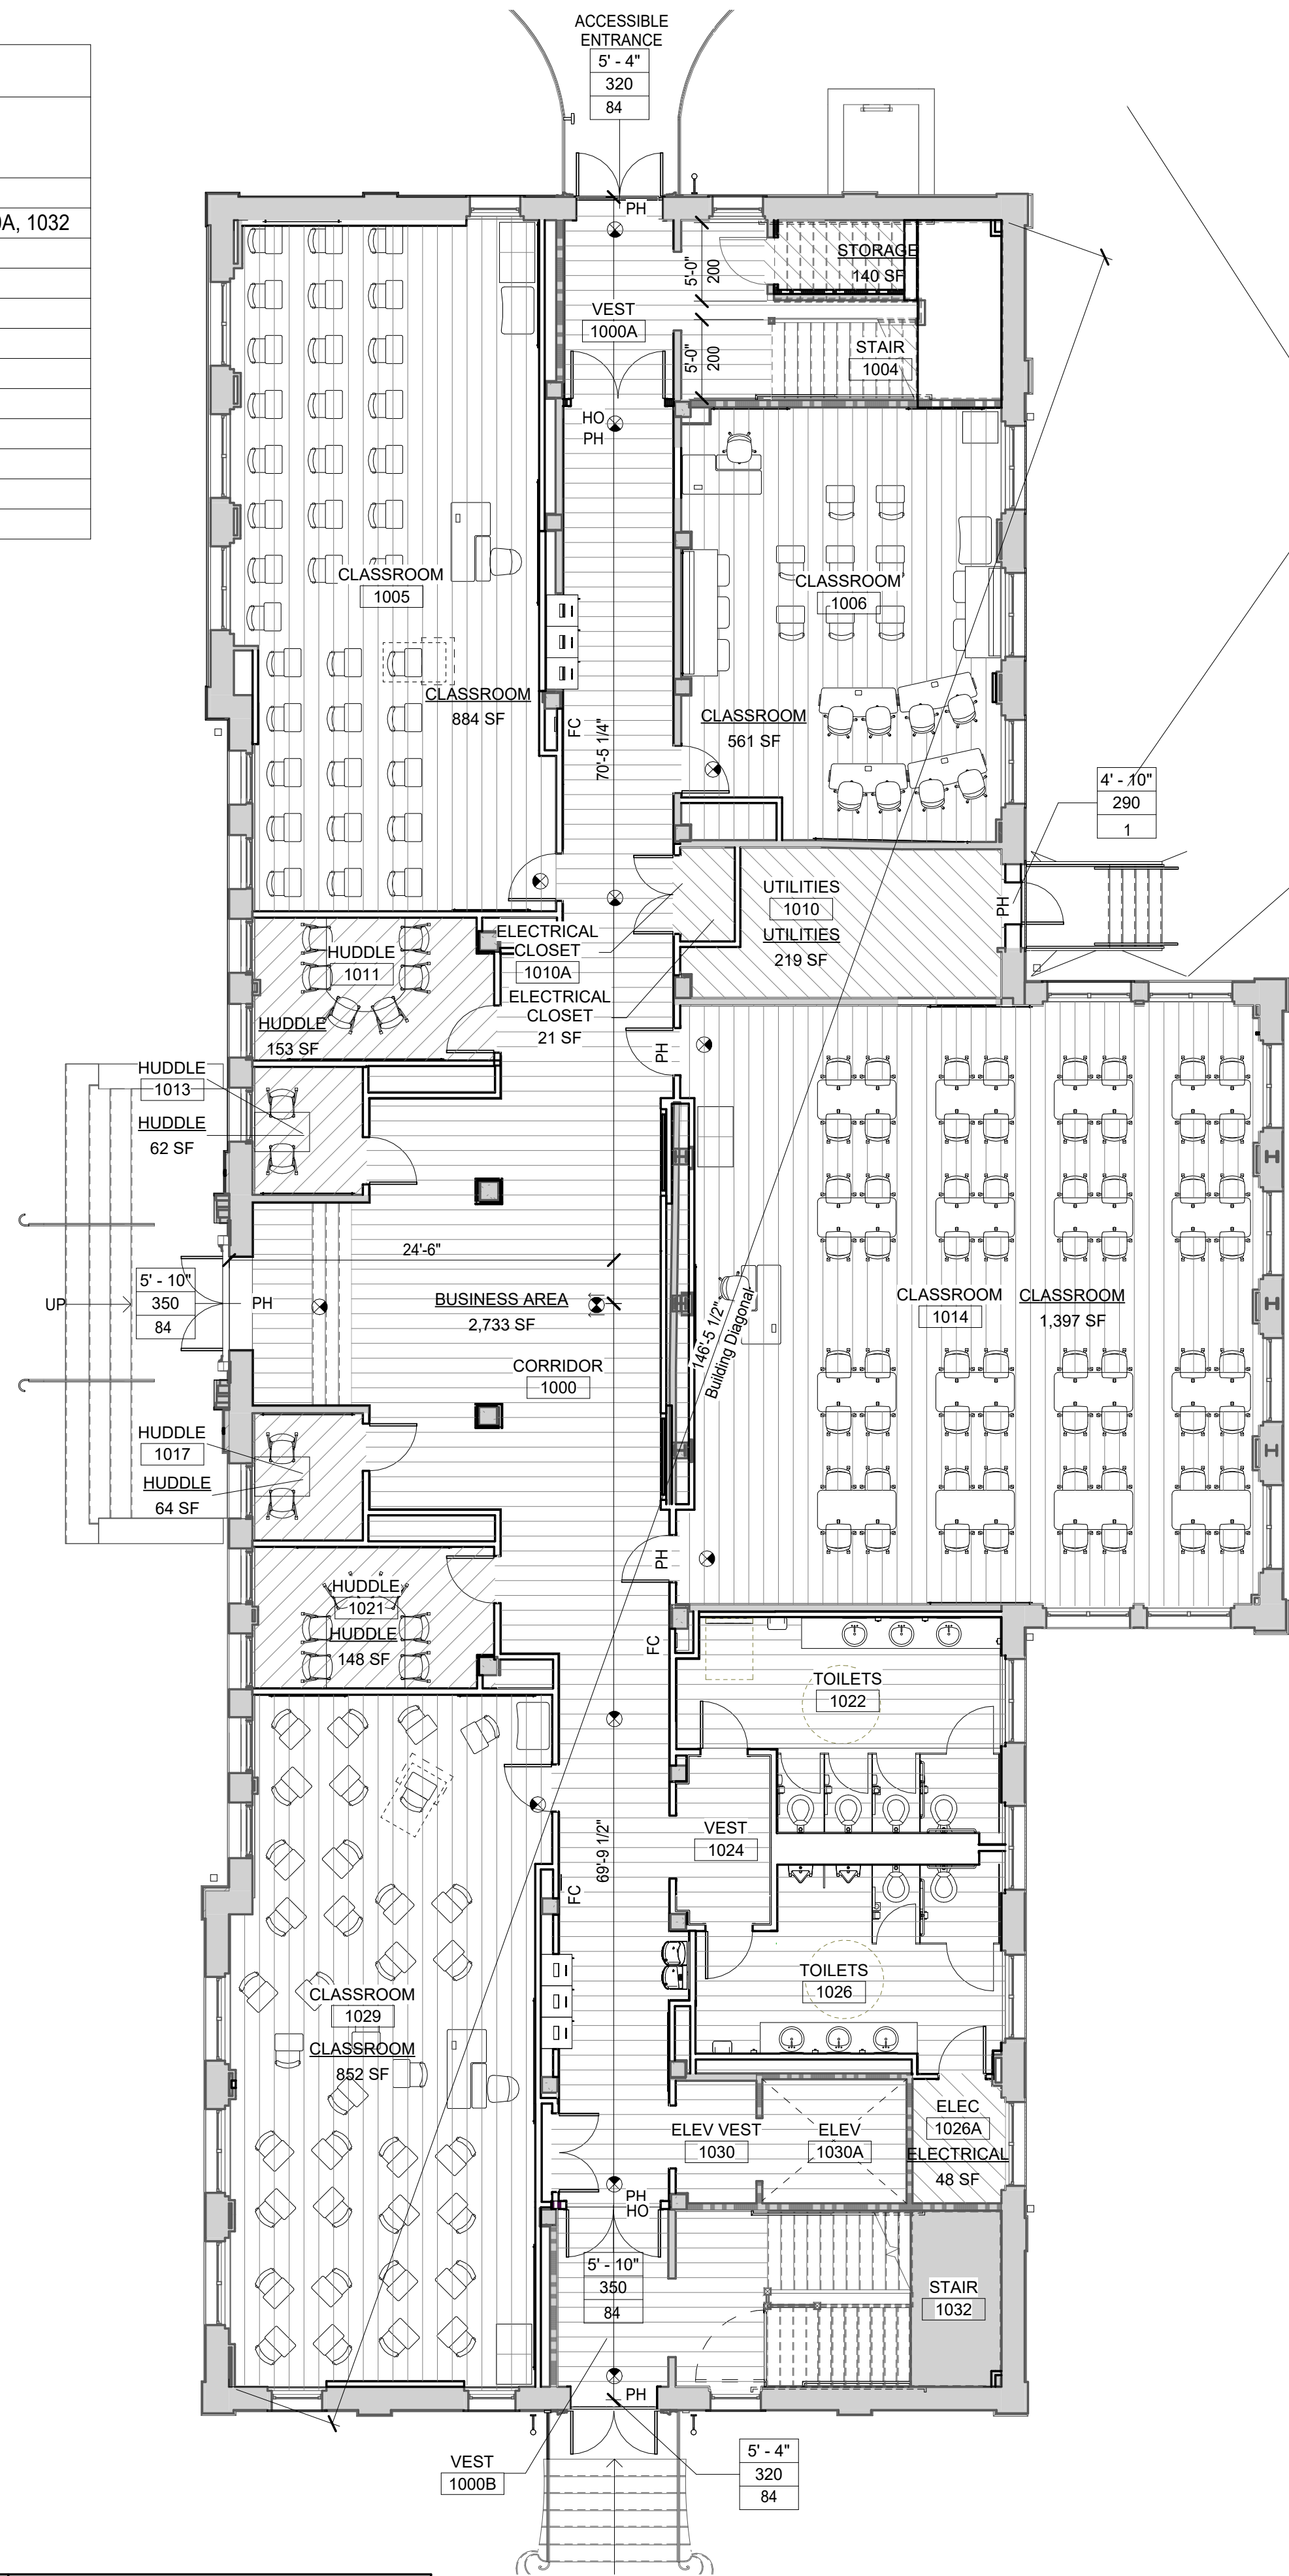 ACCESSIBLE
ENTRANCE
5' - 4"
320
84
A, 1032
PH
STORAGE
140 SF
5'-0"
200
VEST
1000A
STAIR
1004
5'-0"
200
HO
PH
CLASSROOM
1005
CLASSROOM
1006
CLASSROOM
884 SF
CLASSROOM
561 SF
FC
70'-5 1/4"
4' - 10"
290
1
UTILITIES
1010
UTILITIES
219 SF
PH
ELECTRICAL
CLOSET
1010A
HUDDLE
1011
ELECTRICAL
CLOSET
21 SF
HUDDLE
153 SF
PH
HUDDLE
1013
HUDDLE
62 SF
24'-6"
5' - 10"
350
84
UP
PH
BUSINESS AREA
2,733 SF
CLASSROOM
1014
CLASSROOM
1,397 SF
146'-5 1/2"
Building Diagonal
CORRIDOR
1000
HUDDLE
1017
HUDDLE
64 SF
PH
HUDDLE
1021
HUDDLE
148 SF
FC
TOILETS
1022
VEST
1024
69'-9 1/2"
FC
TOILETS
1026
CLASSROOM
1029
CLASSROOM
852 SF
ELEV VEST
1030
ELEV
1030A
ELEC
1026A
ELECTRICAL
48 SF
PH
HO
5' - 10"
350
84
STAIR
1032
PH
VEST
1000B
5' - 4"
320
84